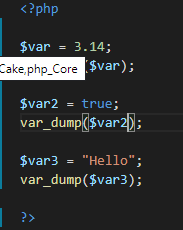 <?php
$var = 3.14;
Cake,php_Core
($var);
$var2 = true;
var_dump($var2);
$var3 = "Hello";
var_dump($var3);
?>